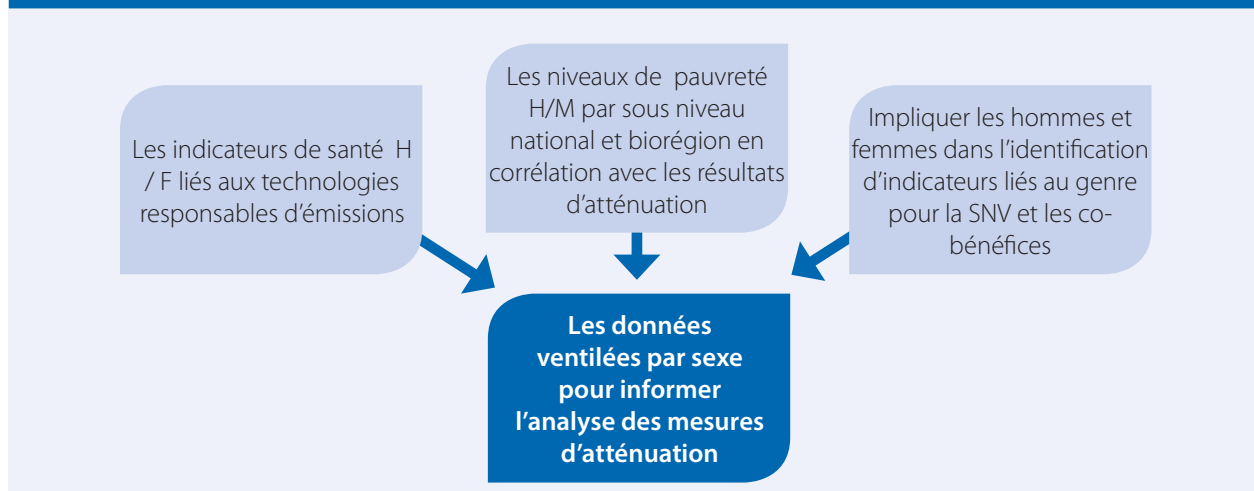 Les indicateurs de santé H
/ F liés aux technologies
responsables d'émissions
Les niveaux de pauvreté
H/M par sous niveau
national et biorégion en
corrélation avec les résultats
d'atténuation
Impliquer les hommes et
femmes dans l'identification
d'indicateurs liés au genre
pour la SNV et les co-
bénéfices
Les données
ventilées par sexe
pour informer
l'analyse des mesures
d'atténuation